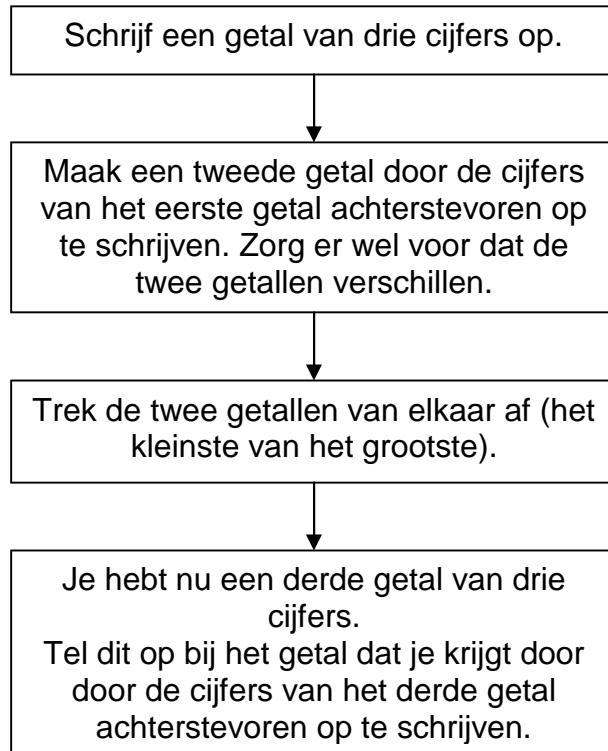 Schrijf een getal van drie cijfers op.
Maak een tweede getal door de cijfers
van het eerste getal achterstevoren op
te schrijven. Zorg er wel voor dat de
twee getallen verschillen.
Trek de twee getallen van elkaar af (het
kleinste van het grootste).
Je hebt nu een derde getal van drie
cijfers.
Tel dit op bij het getal dat je krijgt door
door de cijfers van het derde getal
achterstevoren op te schrijven.